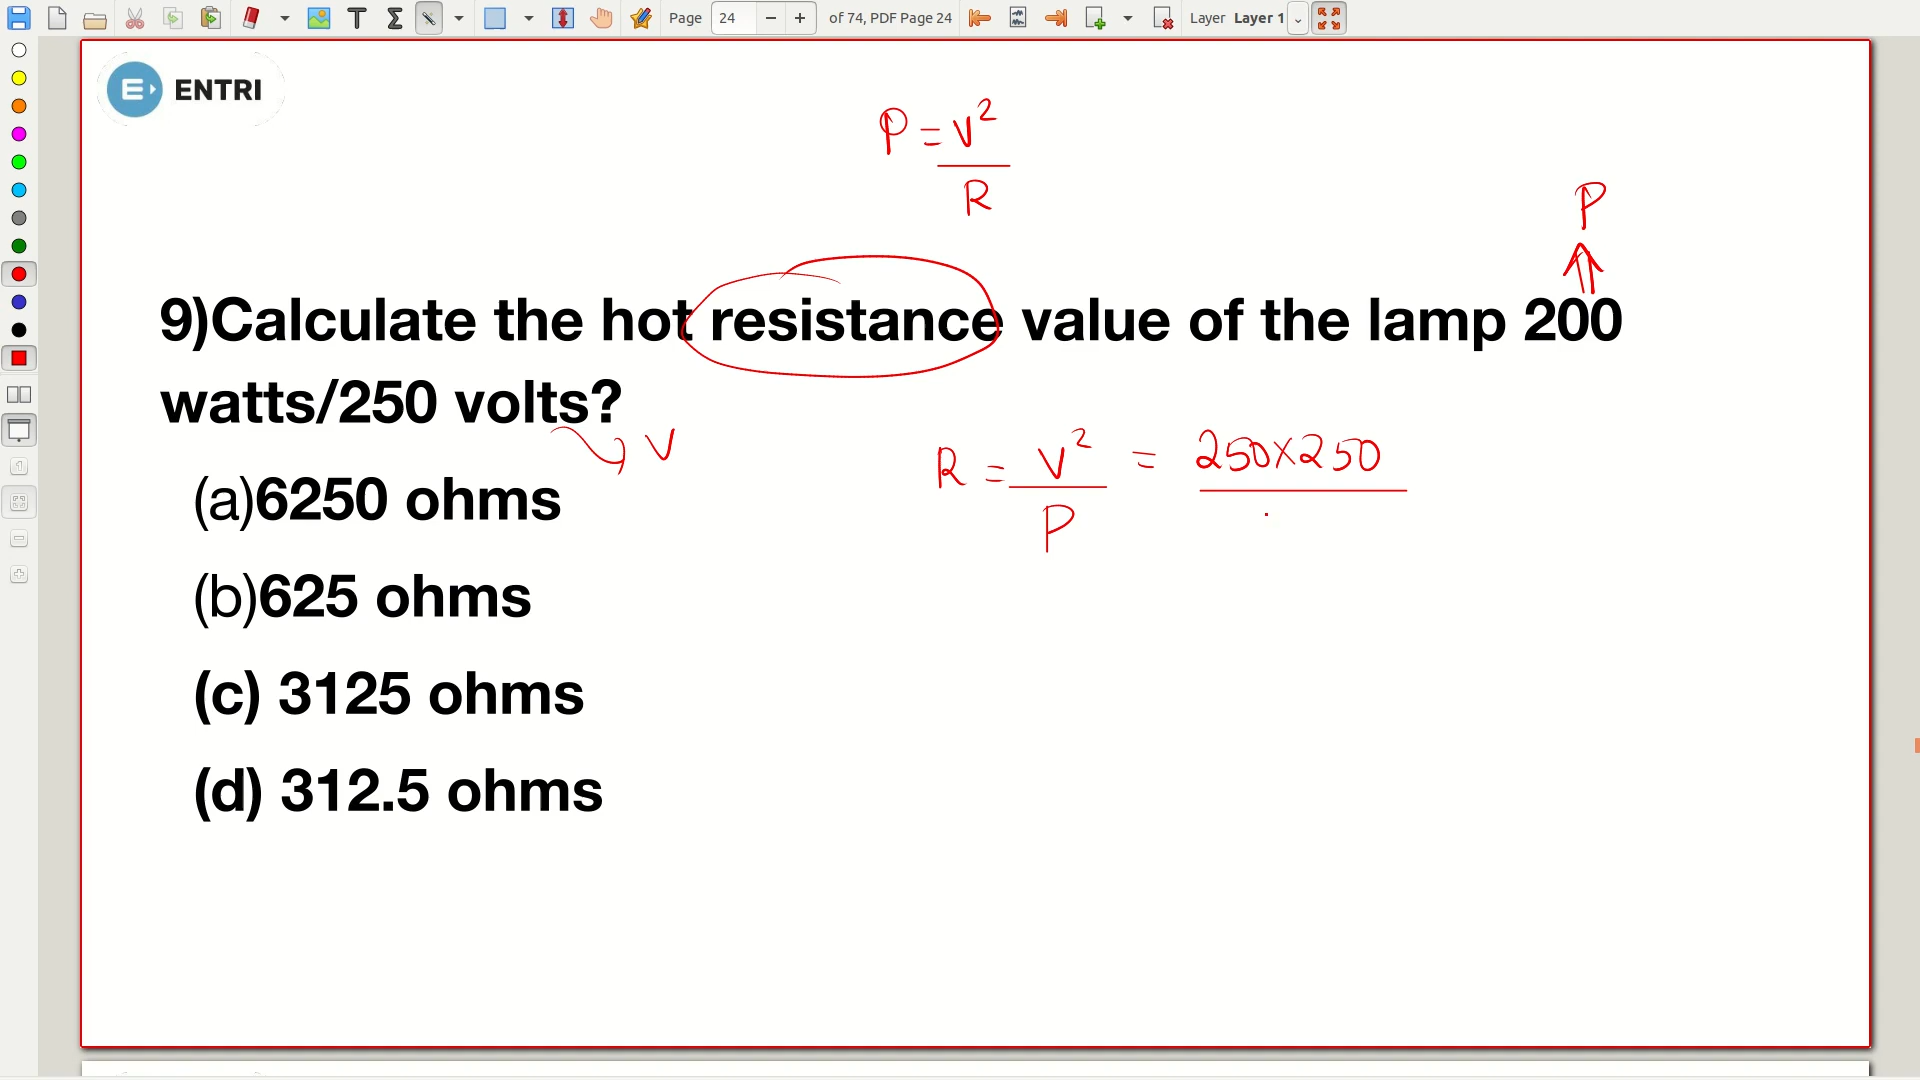 Page 24 of 74, PDF Page 24 Layer Layer 1
ENTRI
P = V²
R
P
9)Calculate the hot resistance value of the lamp 200
watts/250 volts?
V
R = V² = 250×250
P
(a)6250 ohms
(b)625 ohms
(c) 3125 ohms
(d) 312.5 ohms